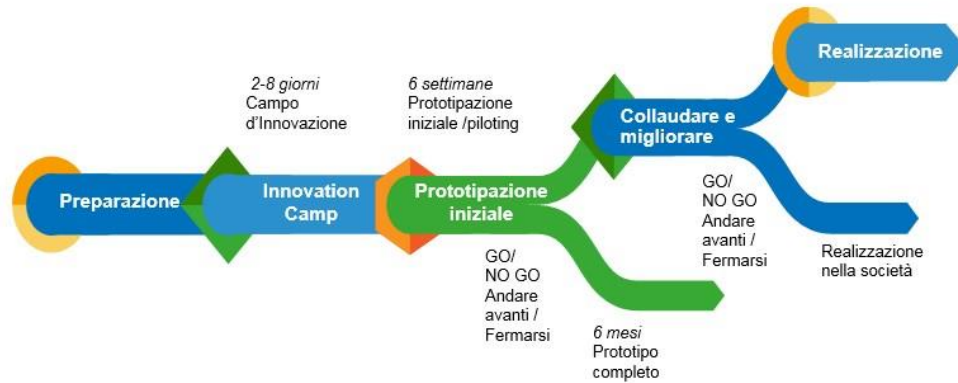 Realizzazione
2-8 giorni
Campo
d'Innovazione
6 settimane
Prototipazione
iniziale /piloting
Collaudare e
migliorare
Preparazione
Innovation
Camp
Prototipazione
iniziale
GO/
NO GO
Andare
avanti /
Fermarsi
GO/
NO GO
Andare
avanti /
Fermarsi
Realizzazione
nella società
6 mesi
Prototipo
completo